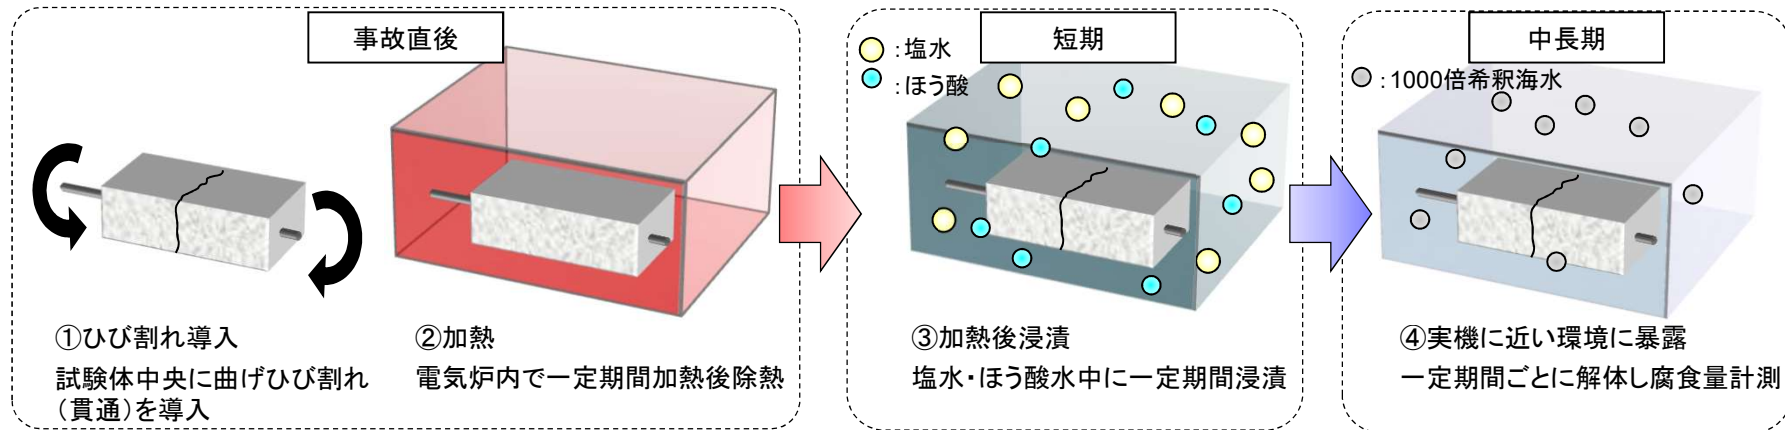 事故直後
①ひび割れ導入
試験体中央に曲げひび割れ
(貫通)を導入
②加熱
電気炉内で一定期間加熱後除熱
短期
:塩水
:ほう酸
③加熱後浸漬
塩水・ほう酸水中に一定期間浸漬
中長期
:1000倍希釈海水
④実機に近い環境に暴露
一定期間ごとに解体し腐食量計測